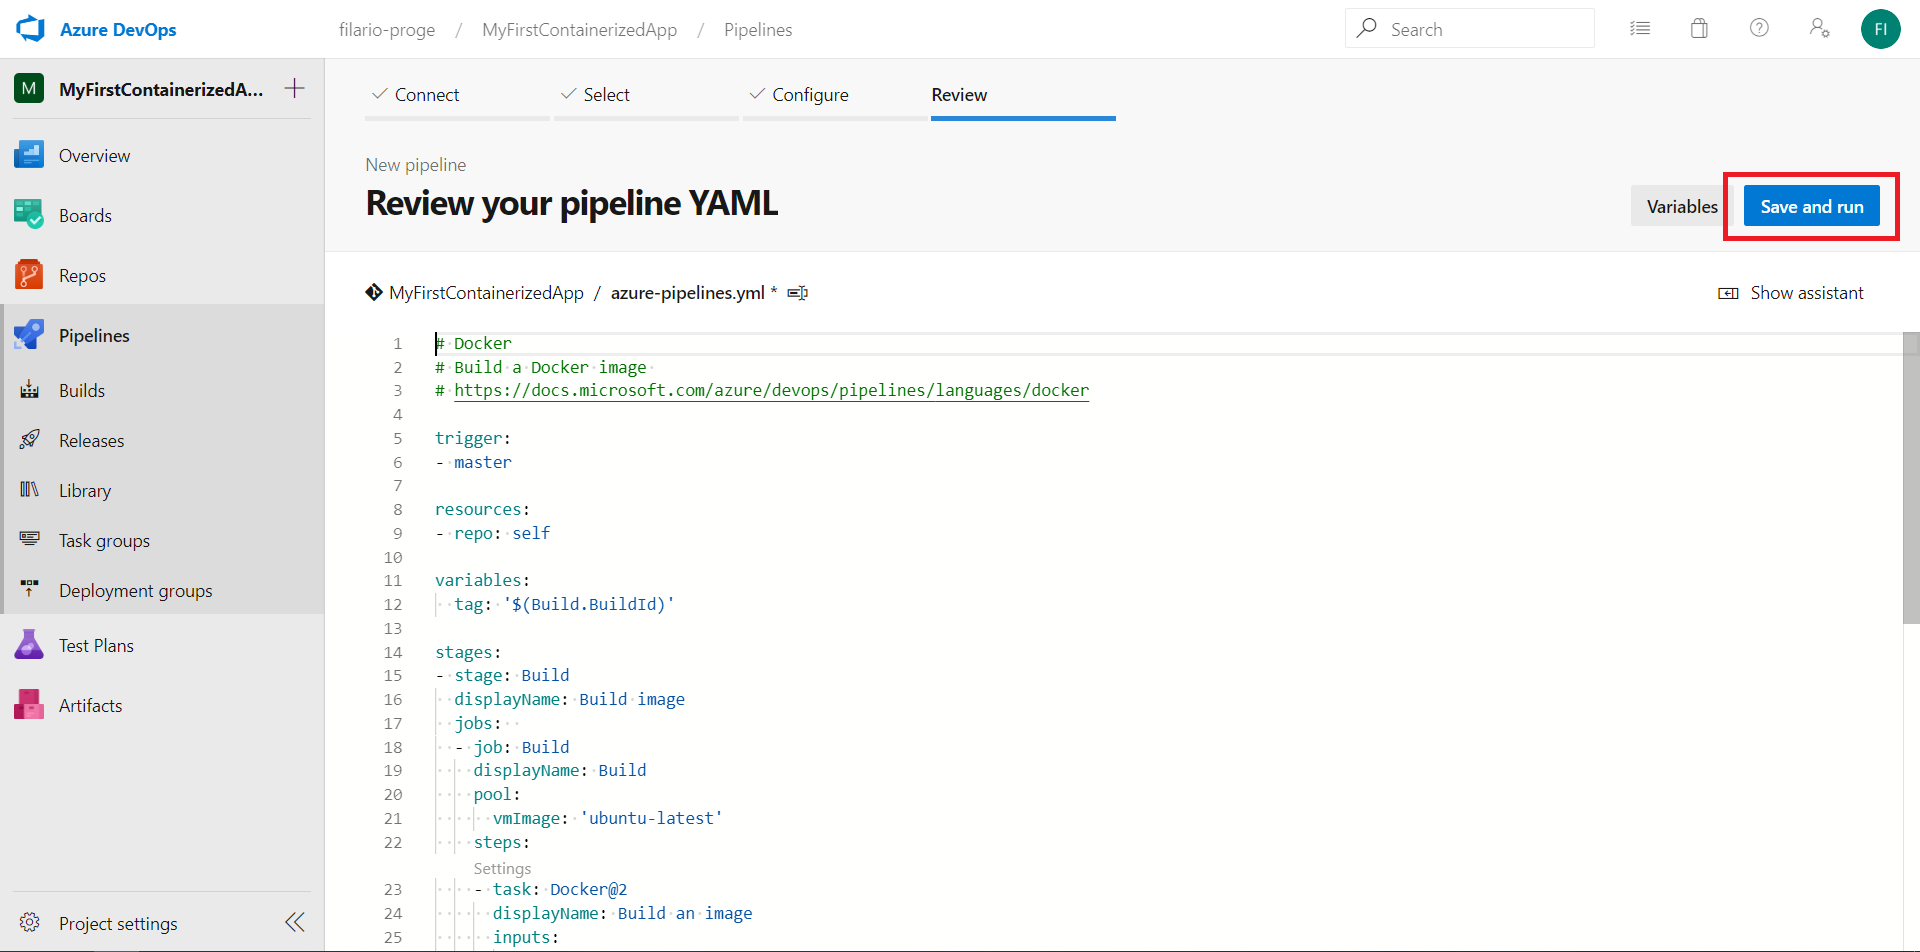 Azure DevOps
filario-proge / MyFirstContainerizedApp / Pipelines
Search
FI
M
MyFirstContainerizedA...
Overview
Boards
Repos
Pipelines
Builds
Releases
Library
Task groups
Deployment groups
Test Plans
Artifacts
Project settings
Connect
Select
Configure
Review
New pipeline
Review your pipeline YAML
Variables
Save and run
MyFirstContainerizedApp / azure-pipelines.yml *
Show assistant
1 # Docker
2 # Build a Docker image
3 # https://docs.microsoft.com/azure/devops/pipelines/languages/docker
4
5 trigger:
6 - master
7
8 resources:
9 - repo: self
10
11 variables:
12   tag: '$(Build.BuildId)'
13
14 stages:
15 - stage: Build
16   displayName: Build image
17   jobs:
18   - job: Build
19     displayName: Build
20     pool:
21       vmImage: 'ubuntu-latest'
22     steps:
Settings
23     - task: Docker@2
24       displayName: Build an image
25       inputs: